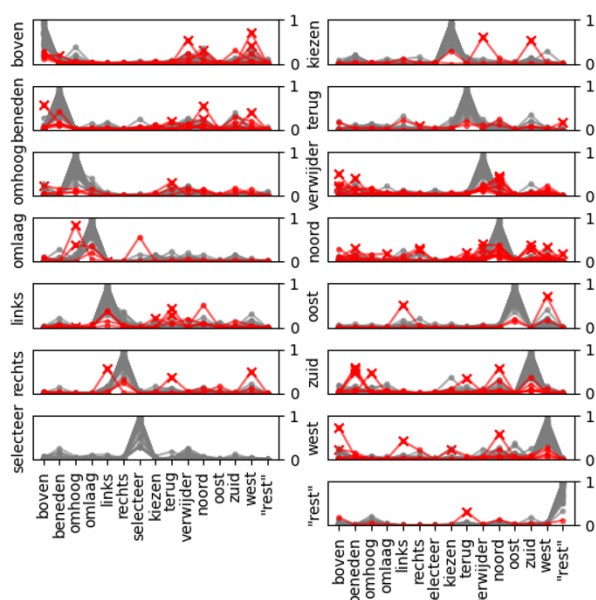 boven
1
0
beneden
1
0
omhoog
1
0
omlaag
1
0
links
1
0
rechts
1
0
selecteer
1
0
boven beneden omhoog omlaag links rechts selecteer kiezen terug verwijder noord oost zuid west "rest"
kiezen
1
0
terug
1
0
verwijder
1
0
noord
1
0
oost
1
0
zuid
1
0
west
1
0
"rest"
1
0
boven beneden omhoog omlaag links rechts electeer kiezen terug erwijder noord oost zuid west "rest"